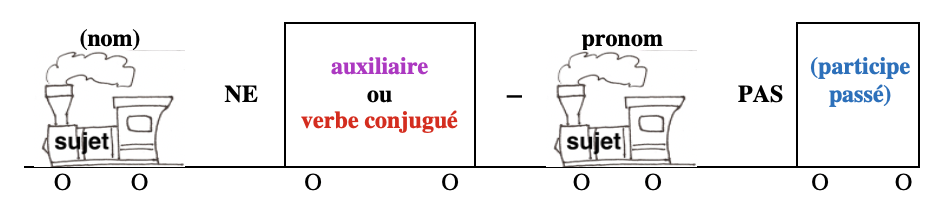 (nom)
pronom
auxiliaire
(participe
NE
ou
–
PAS
passé)
verbe conjugué
sujet
sujet
O O O O O O O O